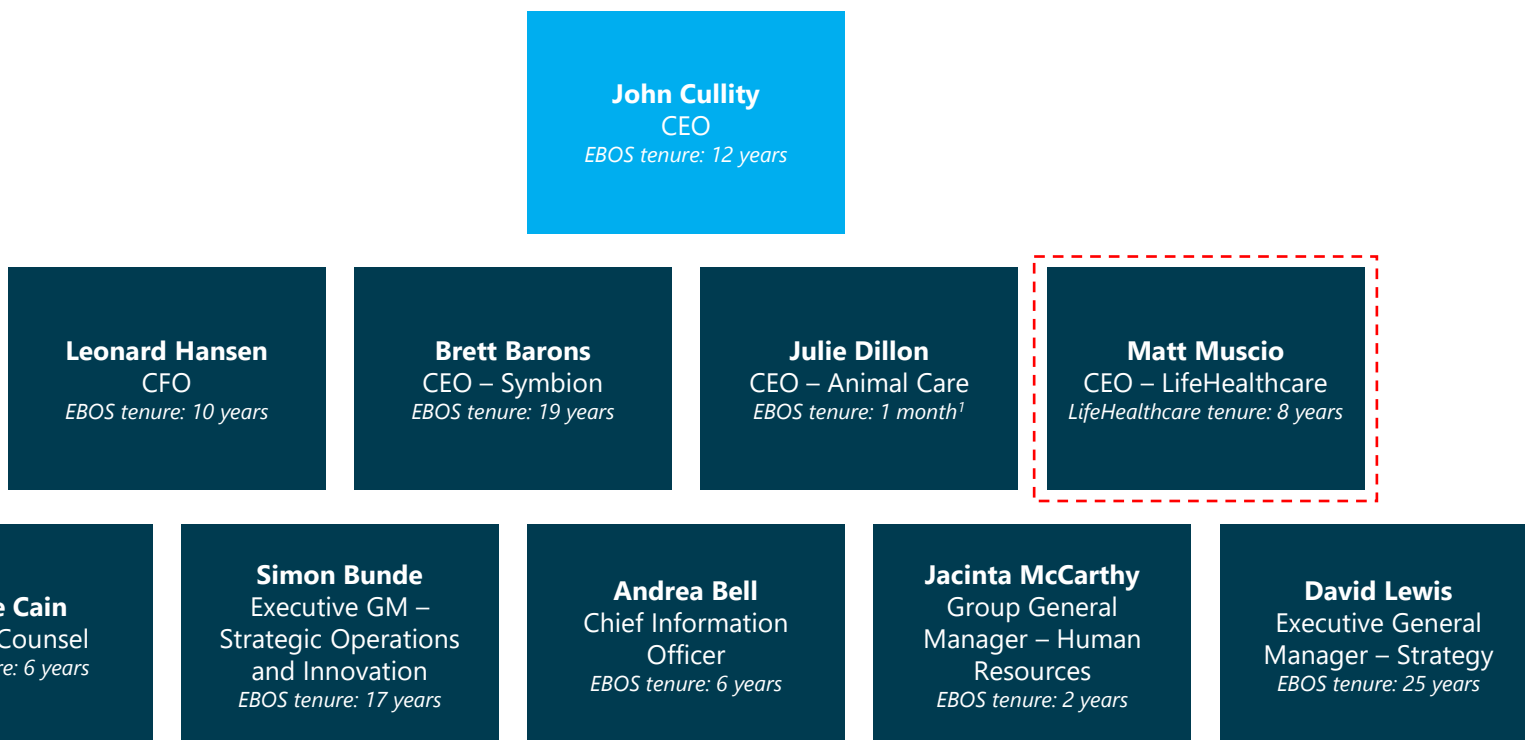 John Cullity
CEO
EBOS tenure: 12 years
Leonard Hansen
CFO
EBOS tenure: 10 years
Brett Barons
CEO – Symbion
EBOS tenure: 19 years
Julie Dillon
CEO – Animal Care
EBOS tenure: 1 month¹
Matt Muscio
CEO – LifeHealthcare
LifeHealthcare tenure: 8 years
Cain
Counsel
6 years
Simon Bunde
Executive GM –
Strategic Operations
and Innovation
EBOS tenure: 17 years
Andrea Bell
Chief Information
Officer
EBOS tenure: 6 years
Jacinta McCarthy
Group General
Manager – Human
Resources
EBOS tenure: 2 years
David Lewis
Executive General
Manager – Strategy
EBOS tenure: 25 years